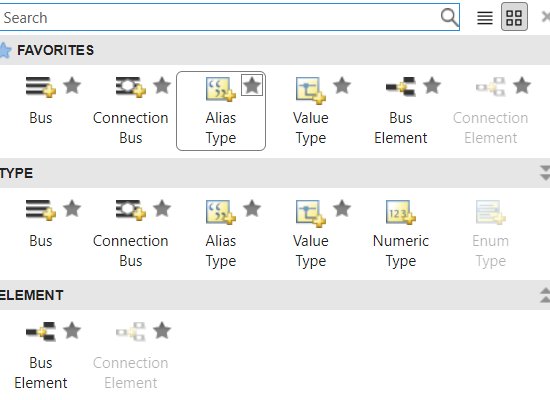 Search
FAVORITES
Bus
Connection
Bus
Alias
Type
Value
Type
Bus
Element
Connection
Element
TYPE
Bus
Connection
Bus
Alias
Type
Value
Type
123
Numeric
Type
Enum
Type
ELEMENT
Bus
Element
Connection
Element